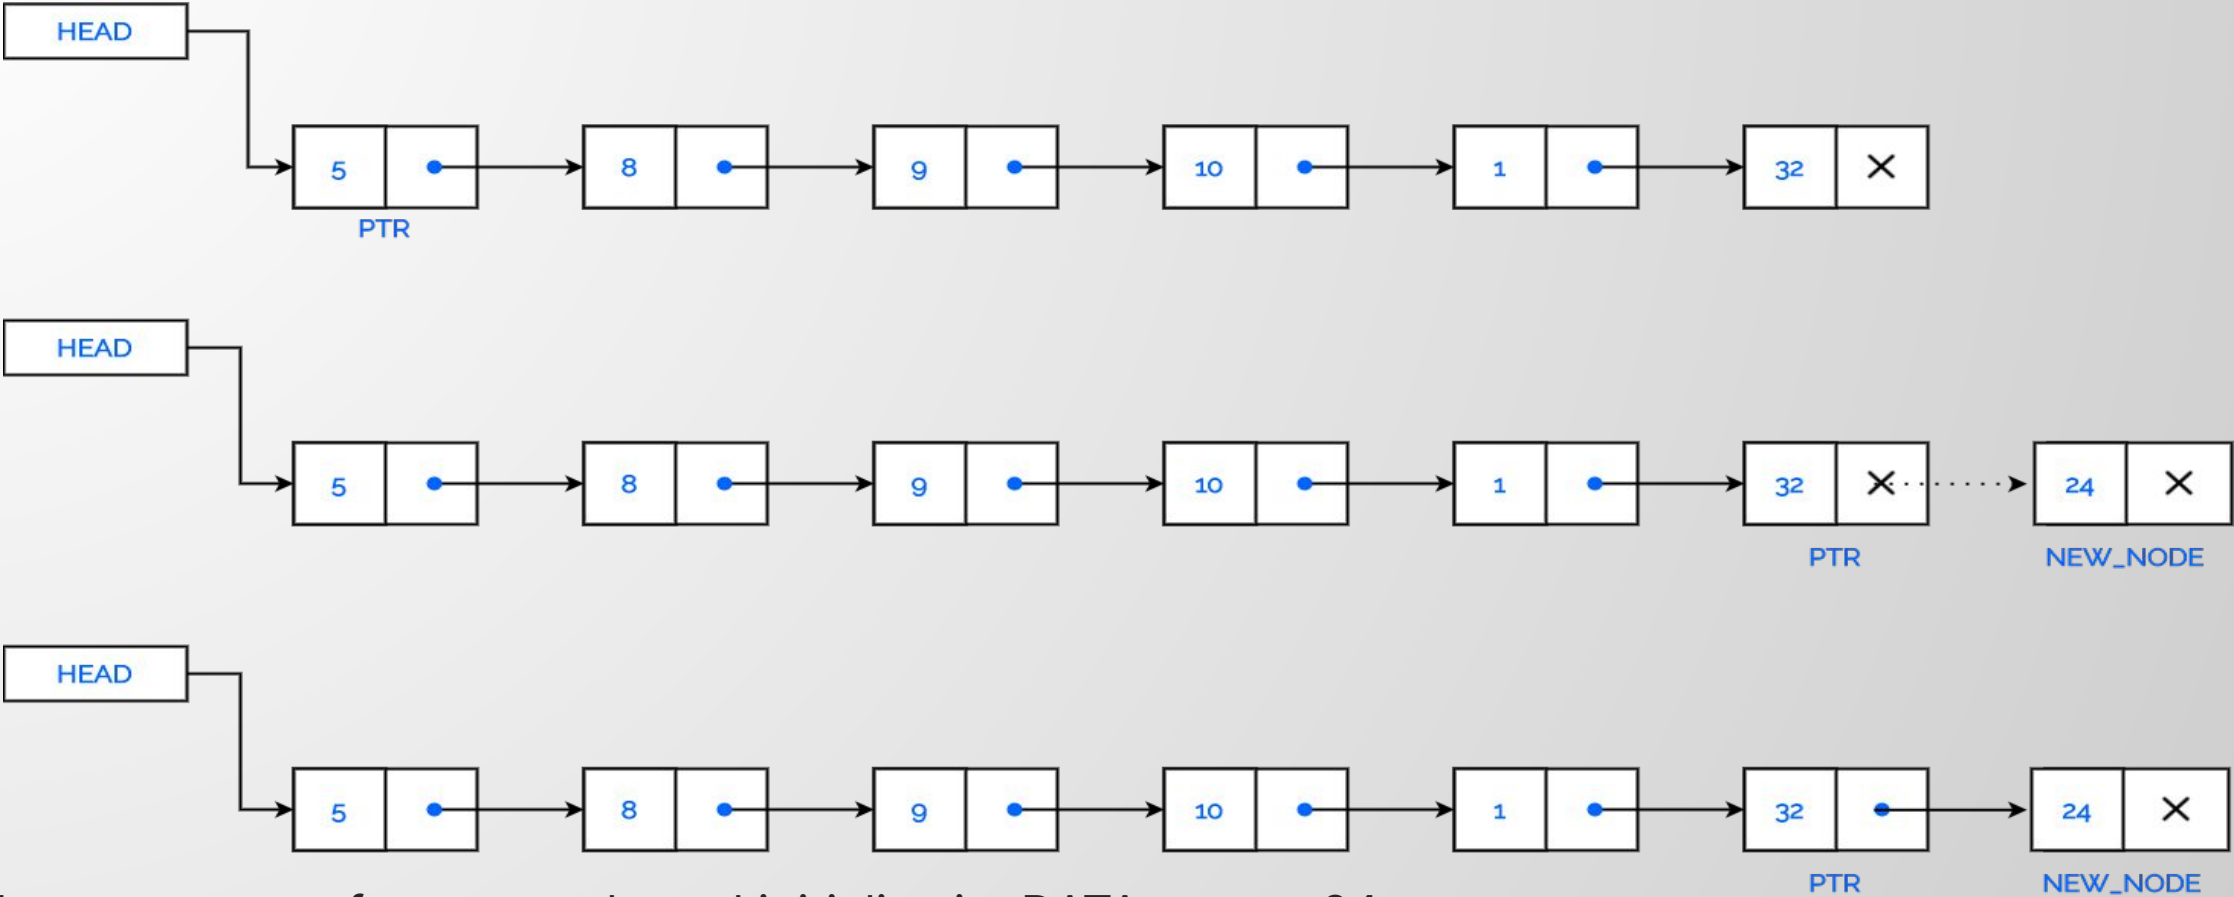 HEAD
5 8 9 10 1 32
PTR
HEAD
5 8 9 10 1 32 24
PTR NEW_NODE
HEAD
5 8 9 10 1 32 24
PTR NEW_NODE